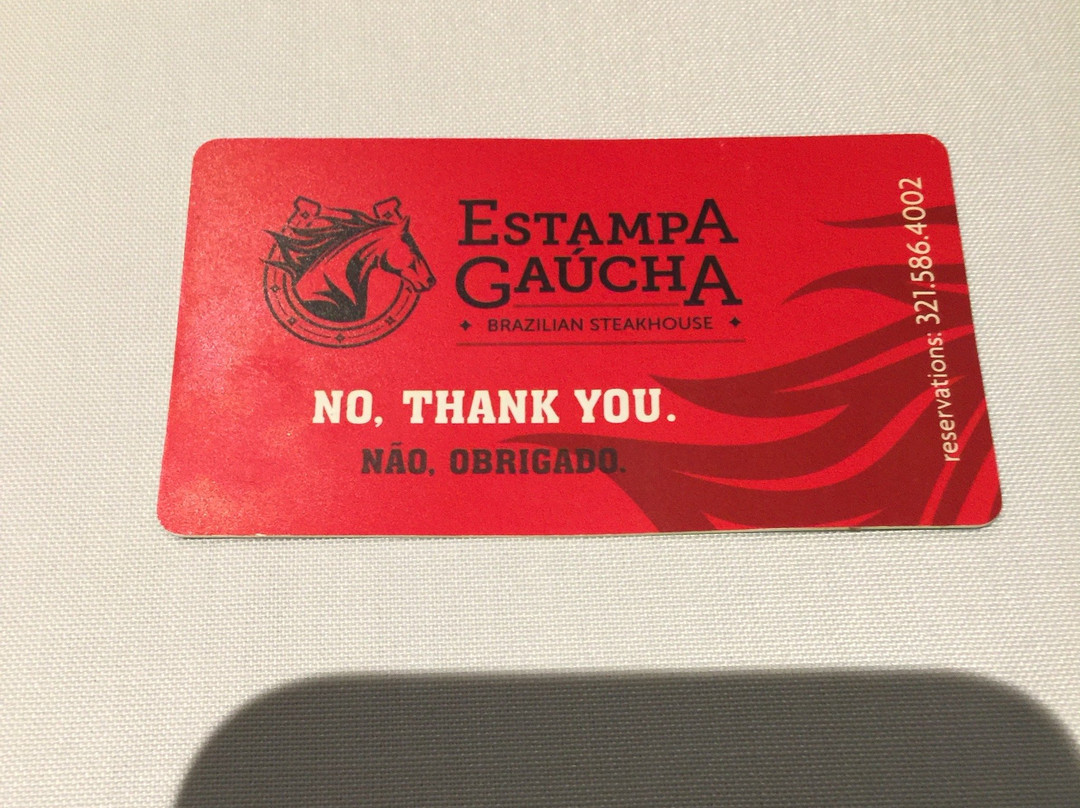 ESTAMPA
GAÚCHA
BRAZILIAN STEAKHOUSE
NO, THANK YOU.
NÃO, OBRIGADO.
reservations: 321.586.4002